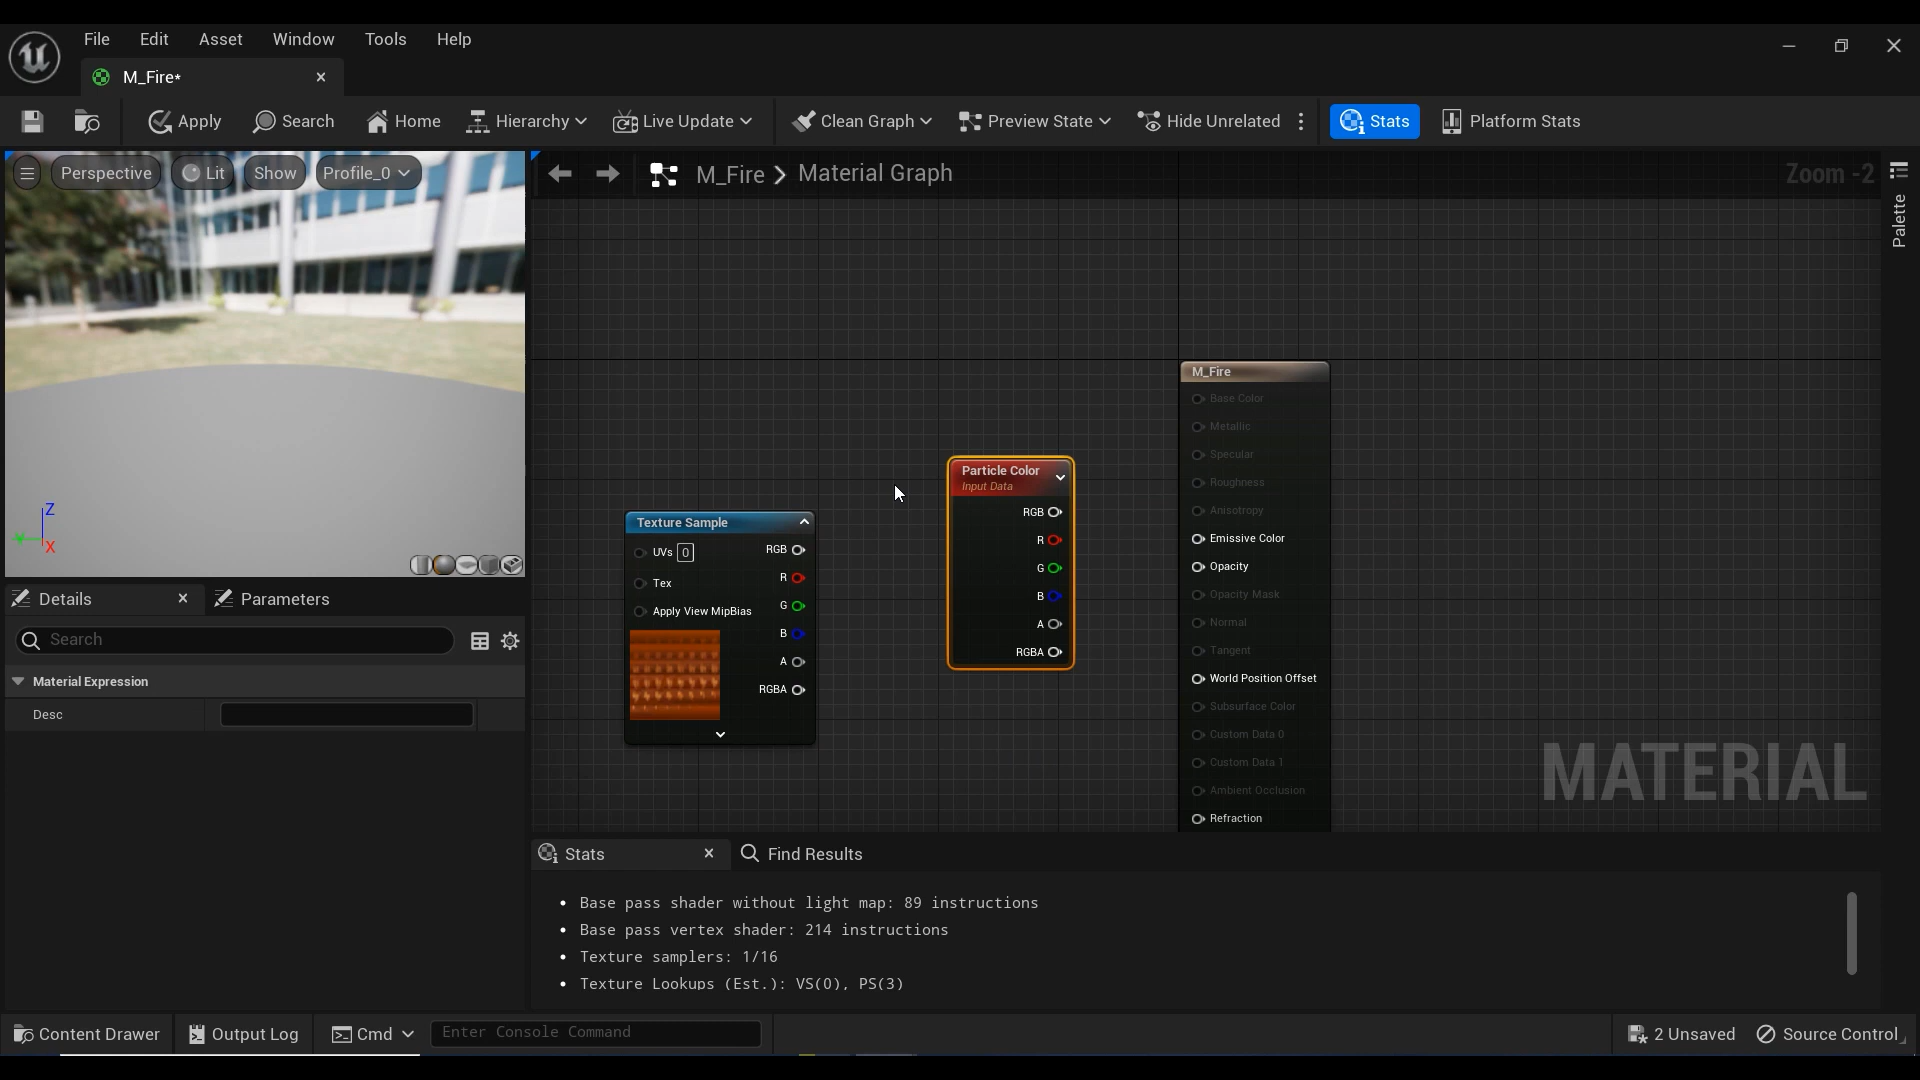 File Edit Asset Window Tools Help
M_Fire*
Apply Search Home Hierarchy Live Update Clean Graph Preview State Hide Unrelated Stats Platform Stats
Perspective Lit Show Profile_0
M_Fire > Material Graph
Zoom -2
Palette
M_Fire
Base Color
Metallic
Specular
Roughness
Anisotropy
Emissive Color
Opacity
Opacity Mask
Normal
Tangent
World Position Offset
Subsurface Color
Custom Data 0
Custom Data 1
Ambient Occlusion
Refraction
Particle Color
Input Data
RGB
R
G
B
A
RGBA
Texture Sample
UVs 0 RGB
R
Tex
G
Apply View MipBias
B
A
RGBA
MATERIAL
Z
Y
X
Details Parameters
Search
Material Expression
Desc
Stats Find Results
• Base pass shader without light map: 89 instructions
• Base pass vertex shader: 214 instructions
• Texture samplers: 1/16
• Texture Lookups (Est.): VS(0), PS(3)
Content Drawer Output Log Cmd Enter Console Command 2 Unsaved Source Control